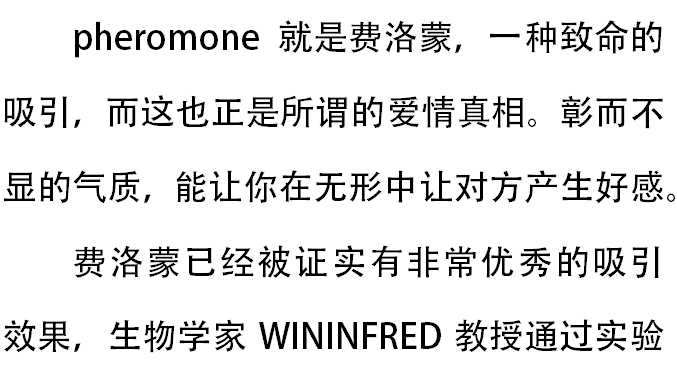 pheromone 就是费洛蒙，一种致命的
吸引，而这也正是所谓的爱情真相。彰而不
显的气质，能让你在无形中让对方产生好感。
费洛蒙已经被证实有非常优秀的吸引
效果，生物学家 WININFRED 教授通过实验